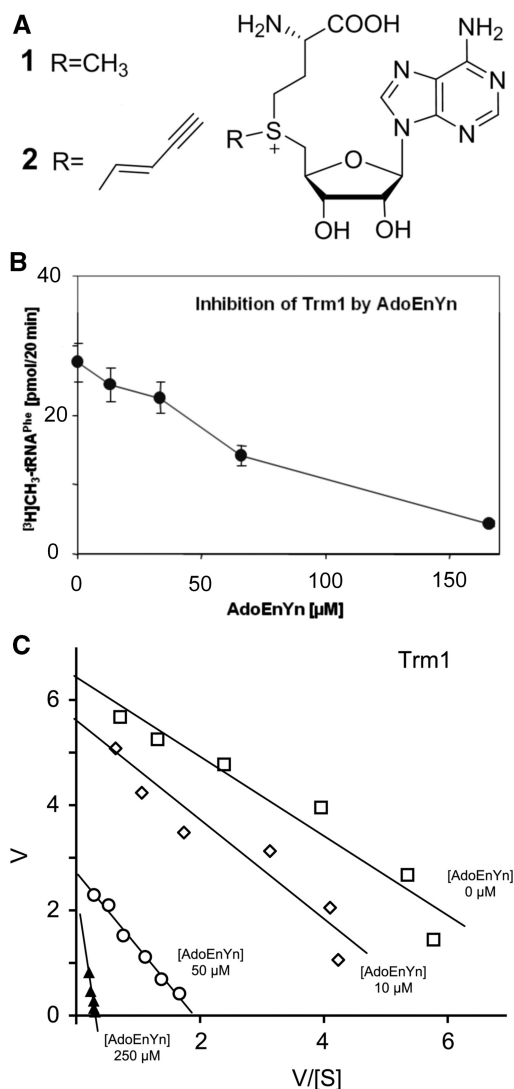 A
1 R=CH3
2 R=
H2N
COOH
NH2
N
N
N
N
R
S
+
O
OH
OH
B
Inhibition of Trm1 by AdoEnYn
[³H]CH3-tRNAPhe [pmol/20 min]
40
20
0
0 50 100 150
AdoEnYn [µM]
C
Trm1
V
6
4
2
0
[AdoEnYn]
0 µM
[AdoEnYn]
10 µM
[AdoEnYn]
50 µM
[AdoEnYn]
250 µM
2 4 6
V/[S]